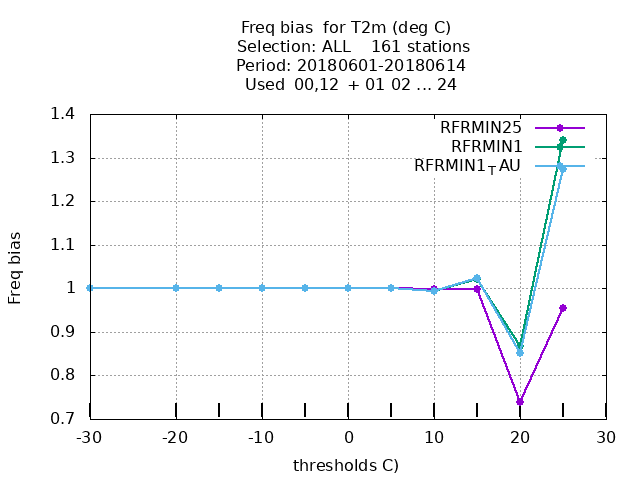 Freq bias  for T2m (deg C)
Selection: ALL    161 stations
Period: 20180601-20180614
Used  00,12  + 01 02 ... 24
RFRMIN25
RFRMIN1
RFRMIN1TAU
1.4
1.3
1.2
1.1
1
0.9
0.8
0.7
Freq bias
-30
-20
-10
0
10
20
30
thresholds C)